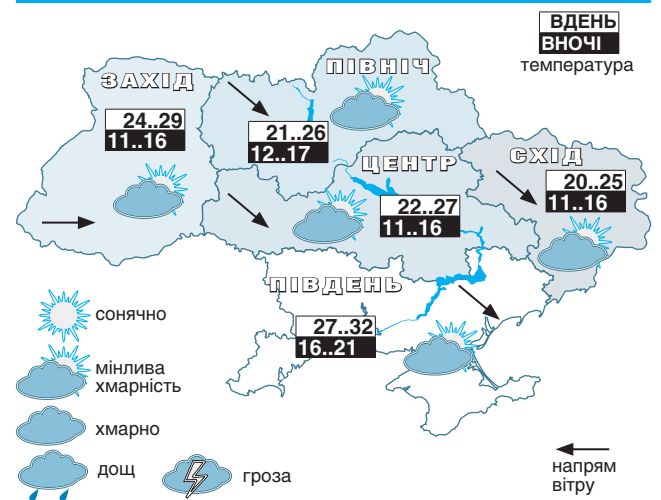 ВДЕНЬ
ВНОЧІ
температура
ЗАХІД
24..29
11..16
ПІВНІЧ
21..26
12..17
ЦЕНТР
22..27
11..16
СХІД
20..25
11..16
ПІВДЕНЬ
27..32
16..21
сонячно
мінлива
хмарність
хмарно
дощ
гроза
напрям
вітру